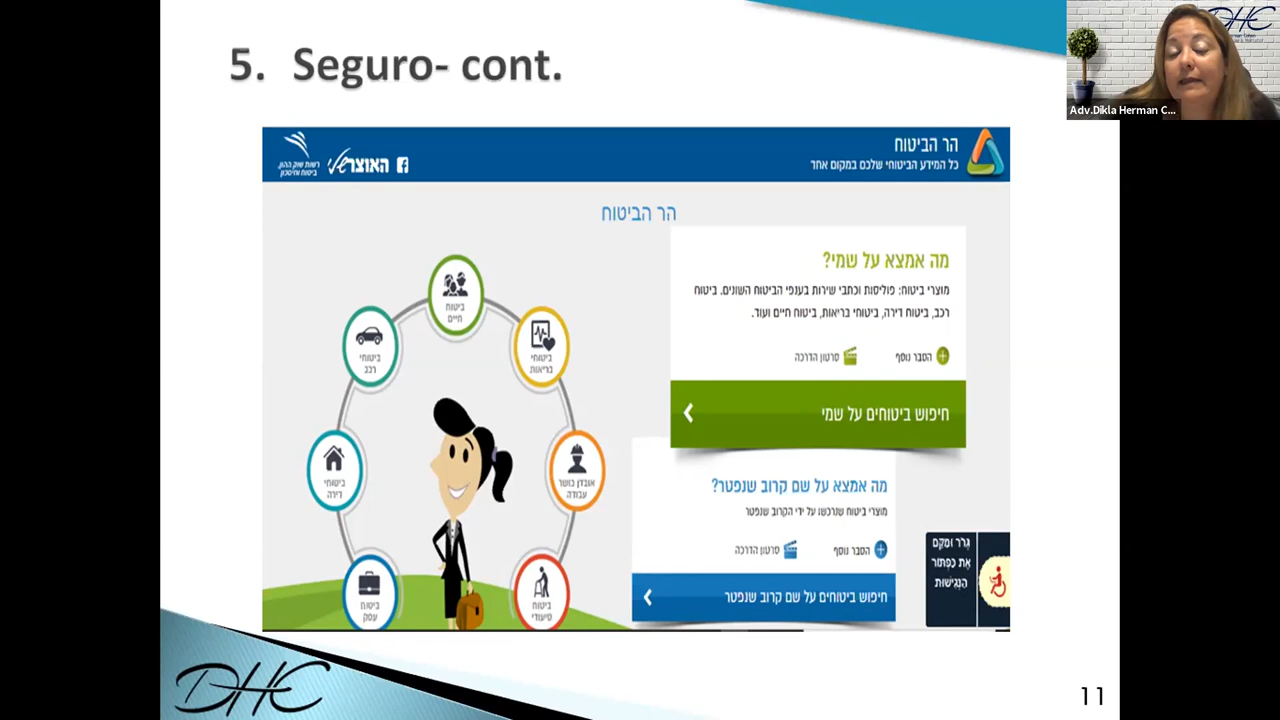 5. Seguro- cont.
DHC
Adv.Dikla Herman C...
הר הביטוח
כל המידע הביטוחי שלכם במקום אחד
האוצר שלי
רשות שוק ההון,
ביטוח וחיסכון
הר הביטוח
מה אמצא על שמי?
מוצרי ביטוח: פוליסות וכתבי שירות בענפי הביטוח השונים. ביטוח
רכב, ביטוח דירה, ביטוחי בריאות, ביטוח חיים ועוד.
הסבר נוסף
סרטון הדרכה
חיפוש ביטוחים על שמי
מה אמצא על שם קרוב שנפטר?
מוצרי ביטוח שנרכשו על ידי הקרוב שנפטר
הסבר נוסף
סרטון הדרכה
חיפוש ביטוחים על שם קרוב שנפטר
ביטוח
חיים
ביטוחי
בריאות
ביטוחי
רכב
אובדן כושר
עבודה
ביטוחי
דירה
ביטוח
סיעודי
ביטוח
עסק
גרור ומקם
את כפתור
הנגישות
DHC
11